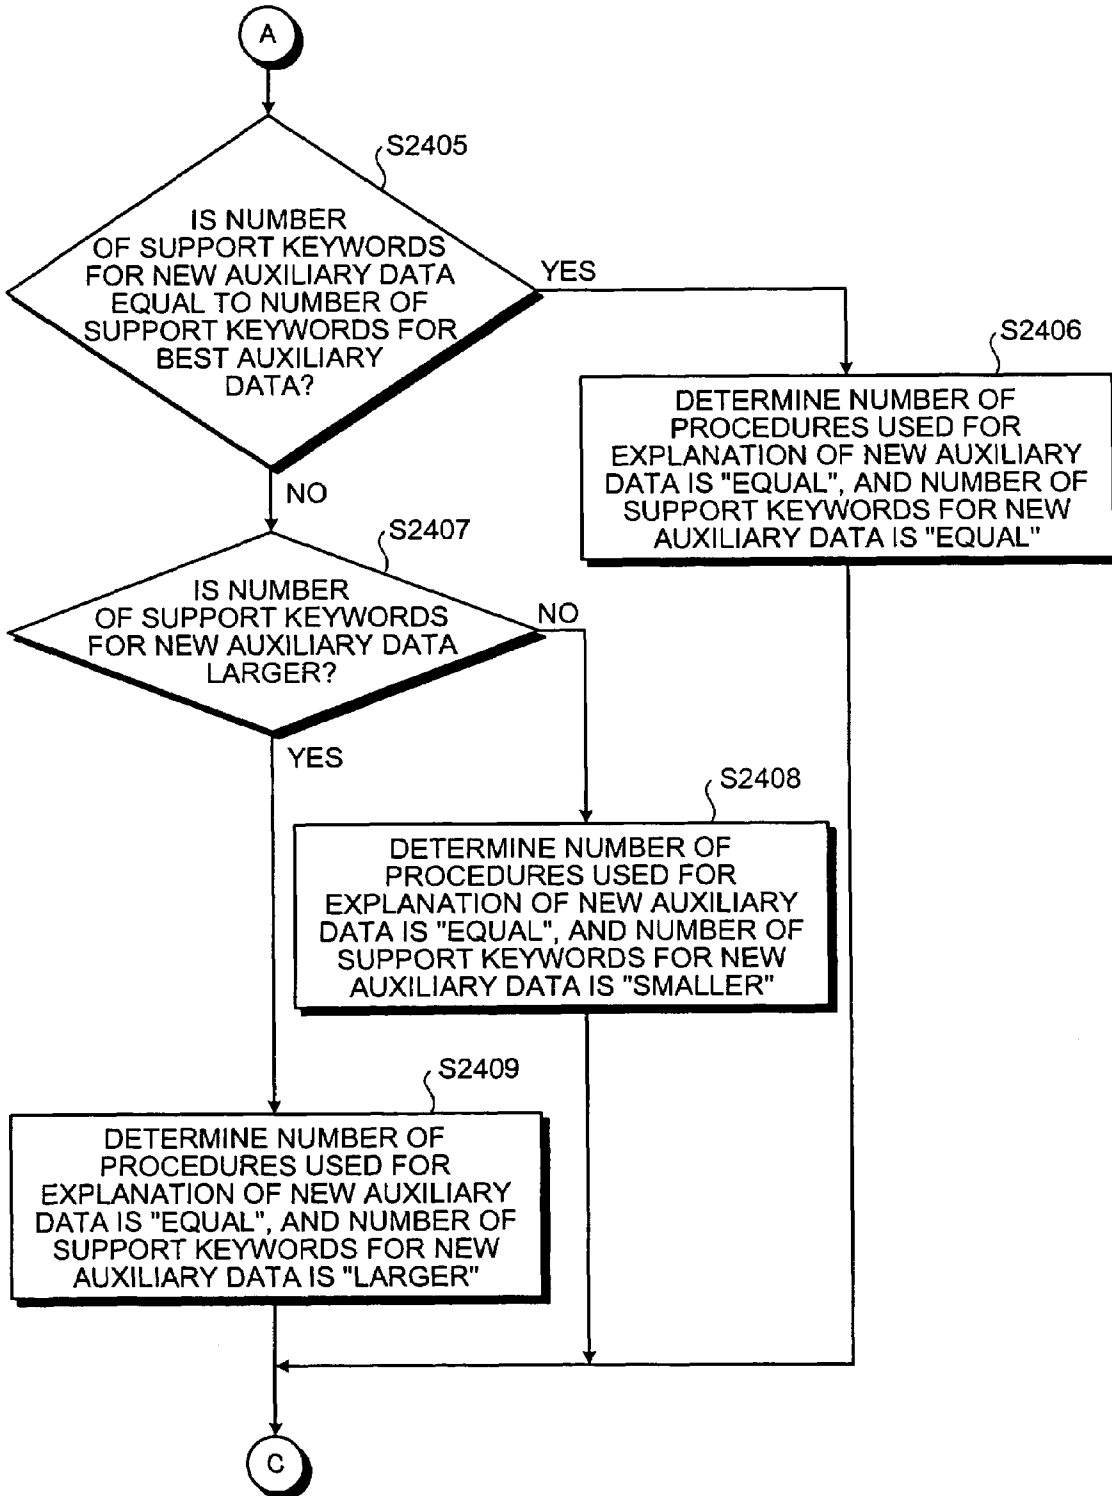 A
S2405
IS NUMBER
OF SUPPORT KEYWORDS
FOR NEW AUXILIARY DATA
EQUAL TO NUMBER OF
SUPPORT KEYWORDS FOR
BEST AUXILIARY
DATA?
YES
NO
S2406
DETERMINE NUMBER OF
PROCEDURES USED FOR
EXPLANATION OF NEW AUXILIARY
DATA IS "EQUAL", AND NUMBER OF
SUPPORT KEYWORDS FOR NEW
AUXILIARY DATA IS "EQUAL"
S2407
IS NUMBER
OF SUPPORT KEYWORDS
FOR NEW AUXILIARY DATA
LARGER?
NO
YES
S2408
DETERMINE NUMBER OF
PROCEDURES USED FOR
EXPLANATION OF NEW AUXILIARY
DATA IS "EQUAL", AND NUMBER OF
SUPPORT KEYWORDS FOR NEW
AUXILIARY DATA IS "SMALLER"
S2409
DETERMINE NUMBER OF
PROCEDURES USED FOR
EXPLANATION OF NEW AUXILIARY
DATA IS "EQUAL", AND NUMBER OF
SUPPORT KEYWORDS FOR NEW
AUXILIARY DATA IS "LARGER"
C